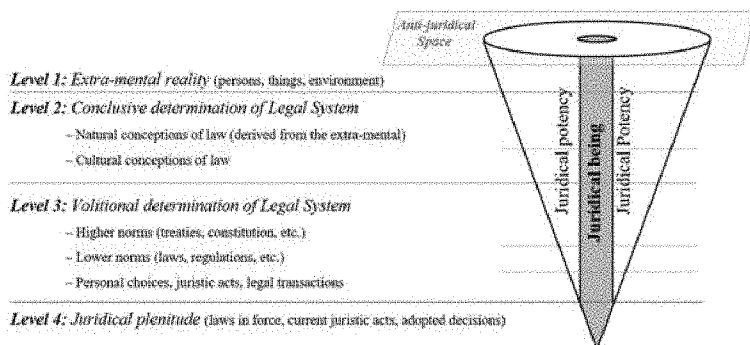 Anti-juridical
Space
Level 1: Extra-mental reality (persons, things, environment)
Level 2: Conclusive determination of Legal System
– Natural conceptions of law (derived from the extra-mental)
– Cultural conceptions of law
Level 3: Volitional determination of Legal System
– Higher norms (treaties, constitution, etc.)
– Lower norms (laws, regulations, etc.)
– Personal choices, juristic acts, legal transactions
Level 4: Juridical plenitude (laws in force, current juristic acts, adopted decisions)
Juridical potency
Juridical being
Juridical Potency